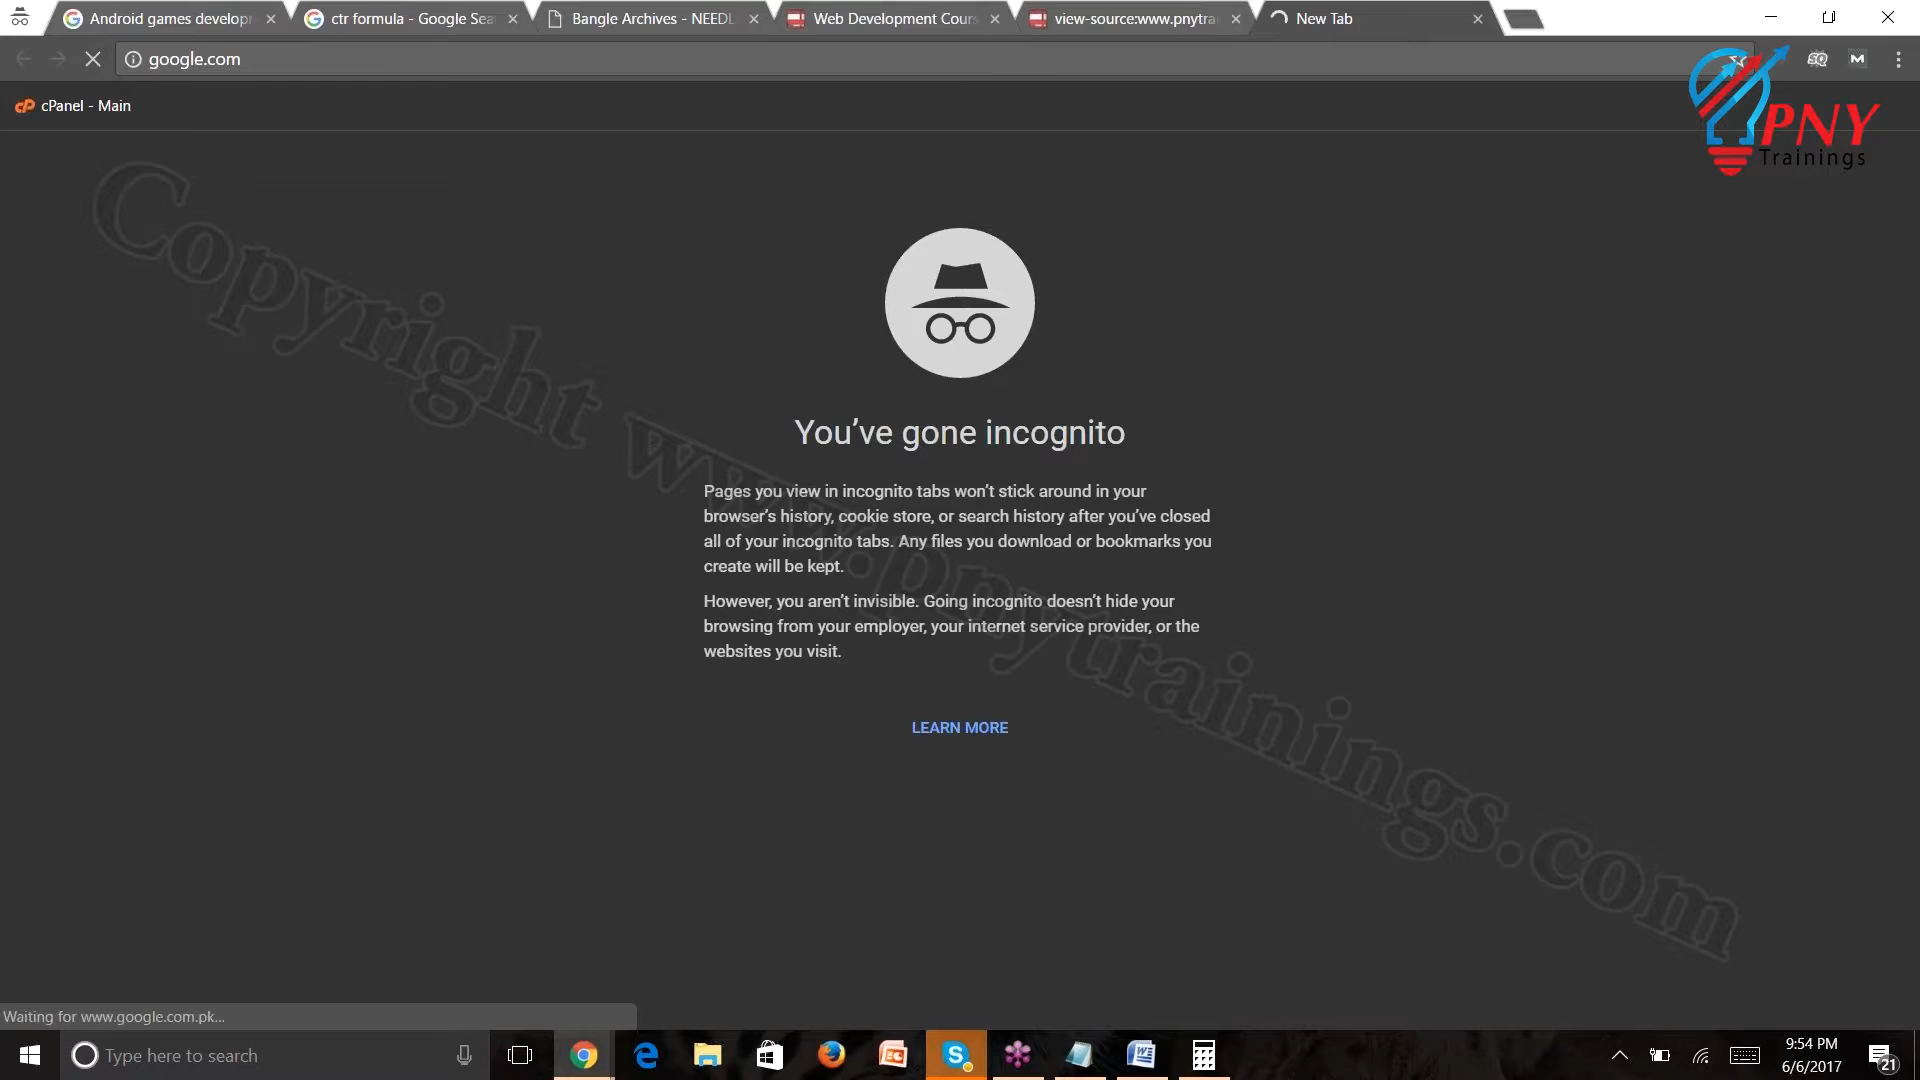 Android games develop
ctr formula - Google Sea
Bangle Archives - NEEDL
Web Development Cours
view-source:www.pnytra
New Tab
google.com
cPanel - Main
PNY
Trainings
You’ve gone incognito
Pages you view in incognito tabs won’t stick around in your
browser’s history, cookie store, or search history after you’ve closed
all of your incognito tabs. Any files you download or bookmarks you
create will be kept.
However, you aren’t invisible. Going incognito doesn’t hide your
browsing from your employer, your internet service provider, or the
websites you visit.
LEARN MORE
Copyright www.pnytrainings.com
Waiting for www.google.com.pk...
Type here to search
9:54 PM
6/6/2017
21